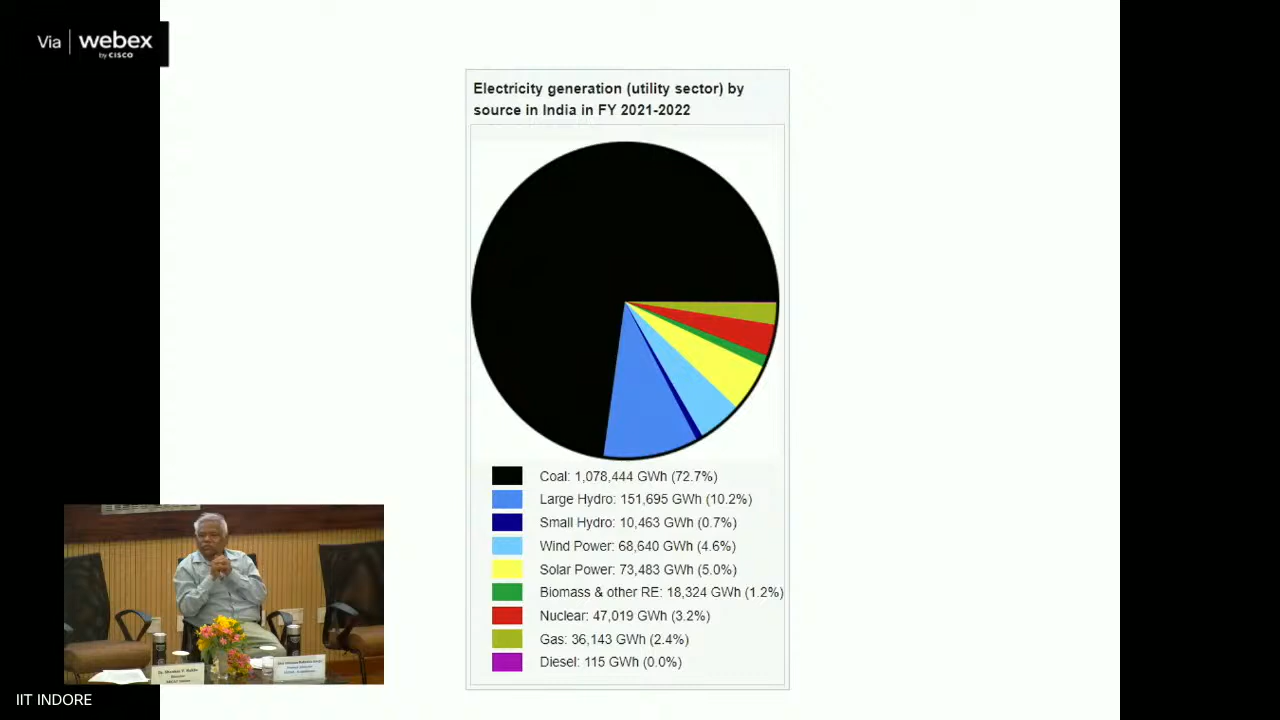 Via webex
by CISCO
Electricity generation (utility sector) by
source in India in FY 2021-2022
Coal: 1,078,444 GWh (72.7%)
Large Hydro: 151,695 GWh (10.2%)
Small Hydro: 10,463 GWh (0.7%)
Wind Power: 68,640 GWh (4.6%)
Solar Power: 73,483 GWh (5.0%)
Biomass & other RE: 18,324 GWh (1.2%)
Nuclear: 47,019 GWh (3.2%)
Gas: 36,143 GWh (2.4%)
Diesel: 115 GWh (0.0%)
IIT INDORE